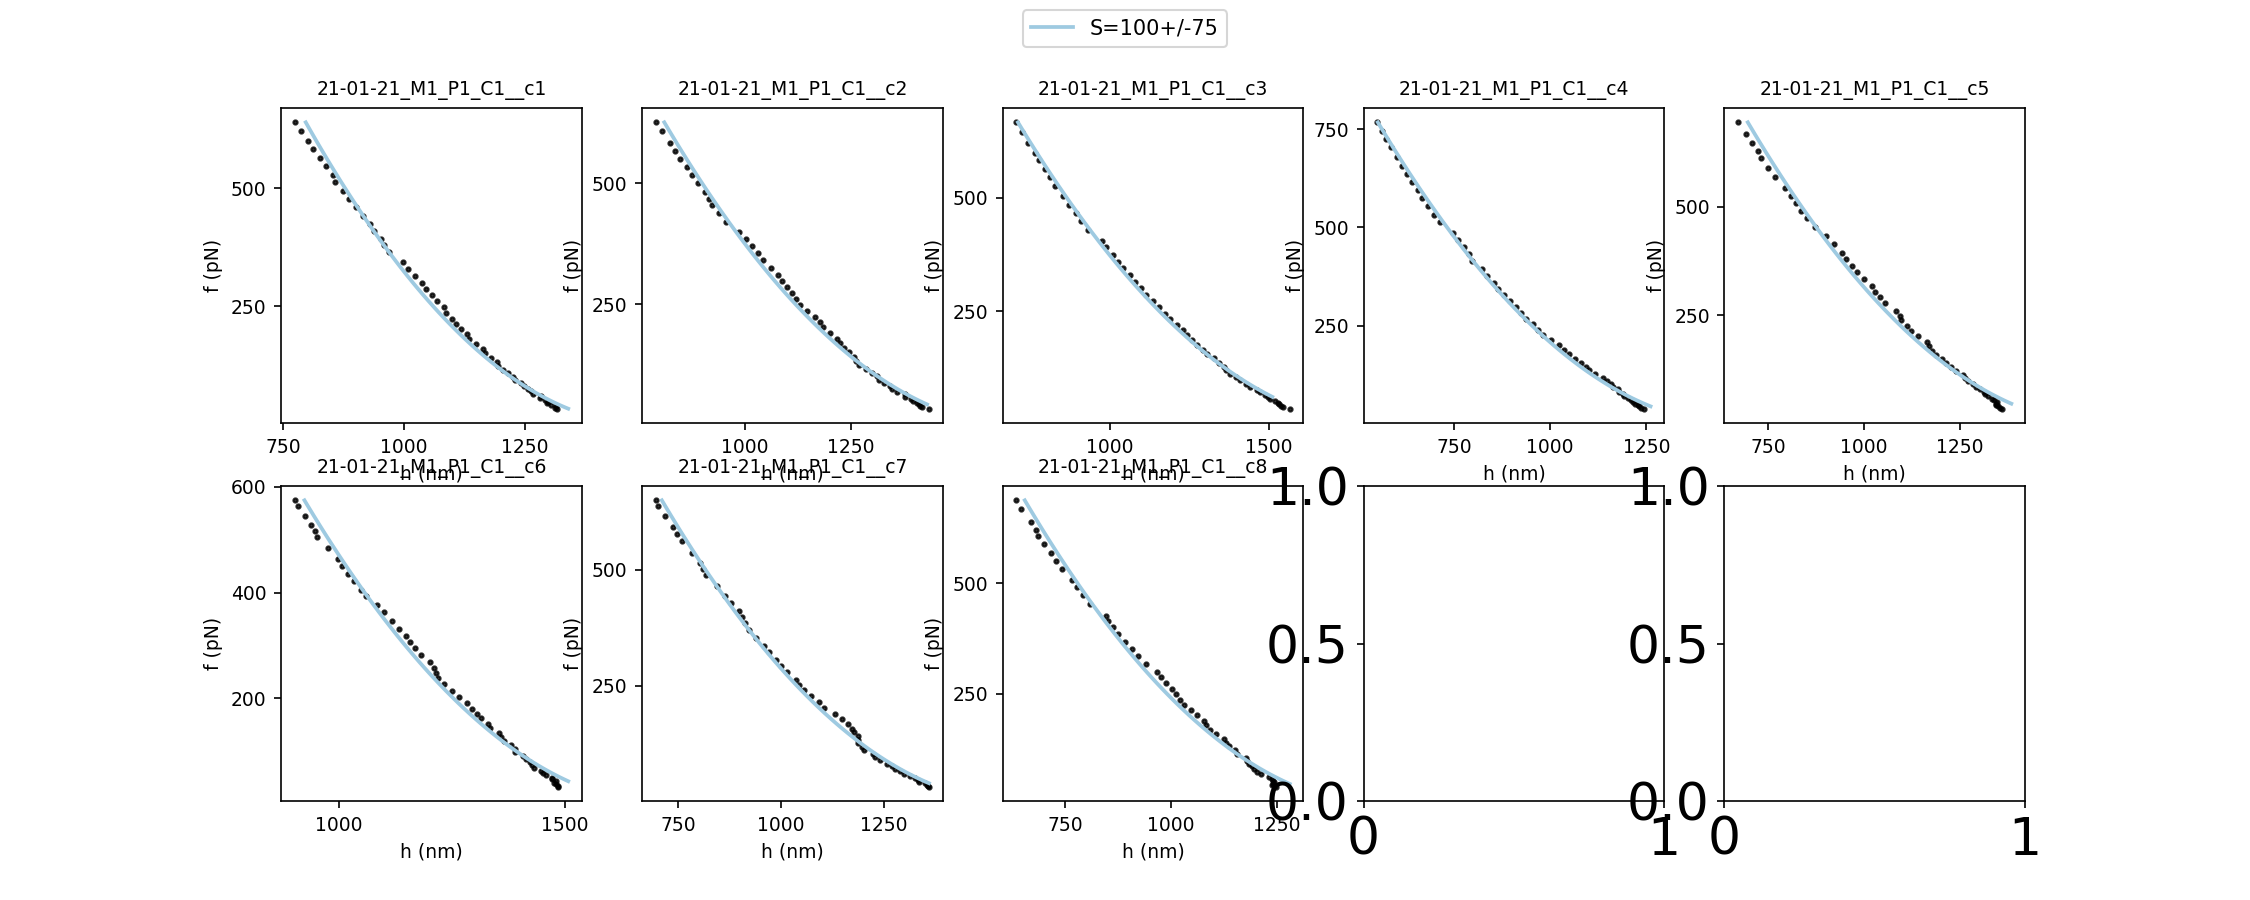 S=100+/-75
21-01-21_M1_P1_C1__c1
21-01-21_M1_P1_C1__c2
21-01-21_M1_P1_C1__c3
21-01-21_M1_P1_C1__c4
21-01-21_M1_P1_C1__c5
500
250
f (pN)
750 1000 1250
h (nm)
500
250
f (pN)
1000 1250
h (nm)
500
250
f (pN)
1000 1500
h (nm)
750
500
250
f (pN)
750 1000 1250
h (nm)
500
250
f (pN)
750 1000 1250
h (nm)
21-01-21_M1_P1_C1__c6
21-01-21_M1_P1_C1__c7
21-01-21_M1_P1_C1__c8
600
400
200
f (pN)
1000 1500
h (nm)
500
250
f (pN)
750 1000 1250
h (nm)
500
250
f (pN)
750 1000 1250
h (nm)
1.0
0.5
0.0
0 1
1.0
0.5
0.0
0 1